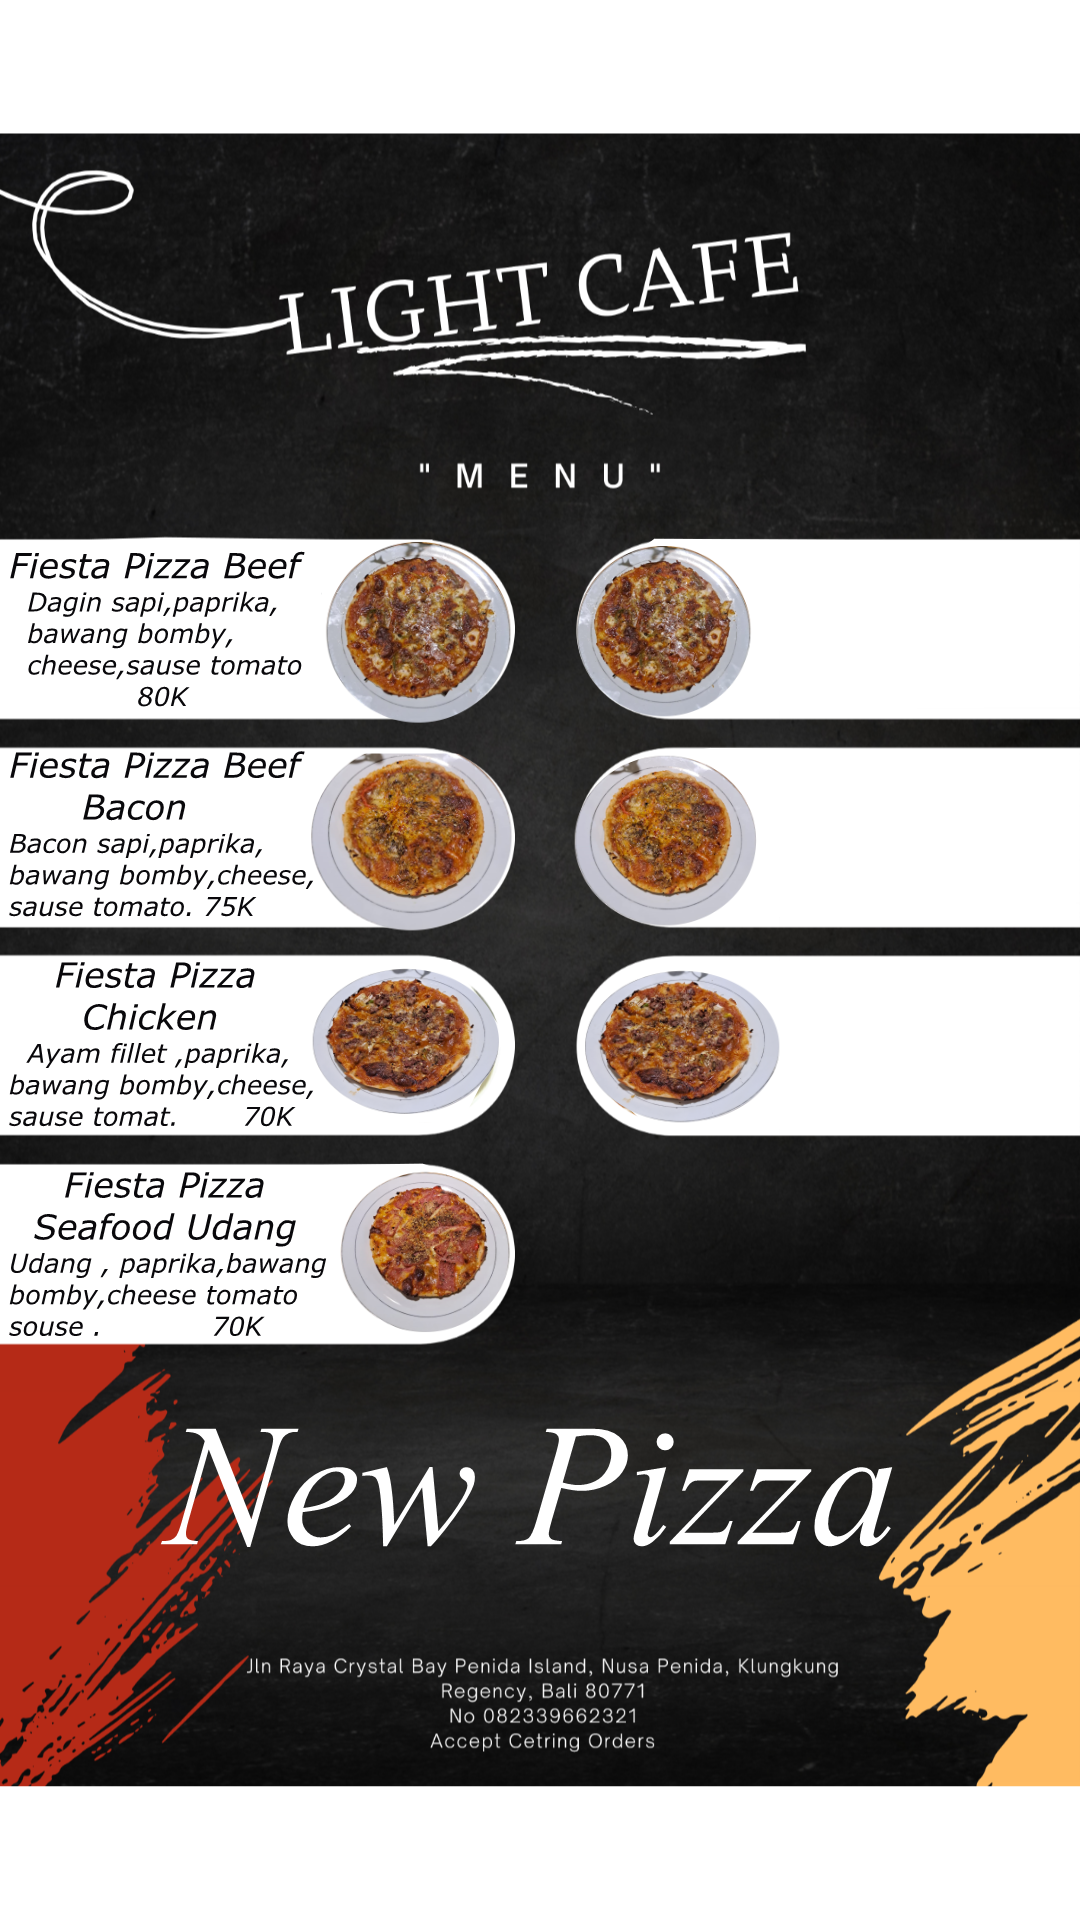 LIGHT CAFE
"MENU"
Fiesta Pizza Beef
Dagin sapi,paprika,
bawang bomby,
cheese,sause tomato
80K
Fiesta Pizza Beef
Bacon
Bacon sapi,paprika,
bawang bomby,cheese,
sause tomato. 75K
Fiesta Pizza
Chicken
Ayam fillet ,paprika,
bawang bomby,cheese,
sause tomat. 70K
Fiesta Pizza
Seafood Udang
Udang , paprika,bawang
bomby,cheese tomato
souse . 70K
New Pizza
Jln Raya Crystal Bay Penida Island, Nusa Penida, Klungkung
Regency, Bali 80771
No 082339662321
Accept Cetring Orders